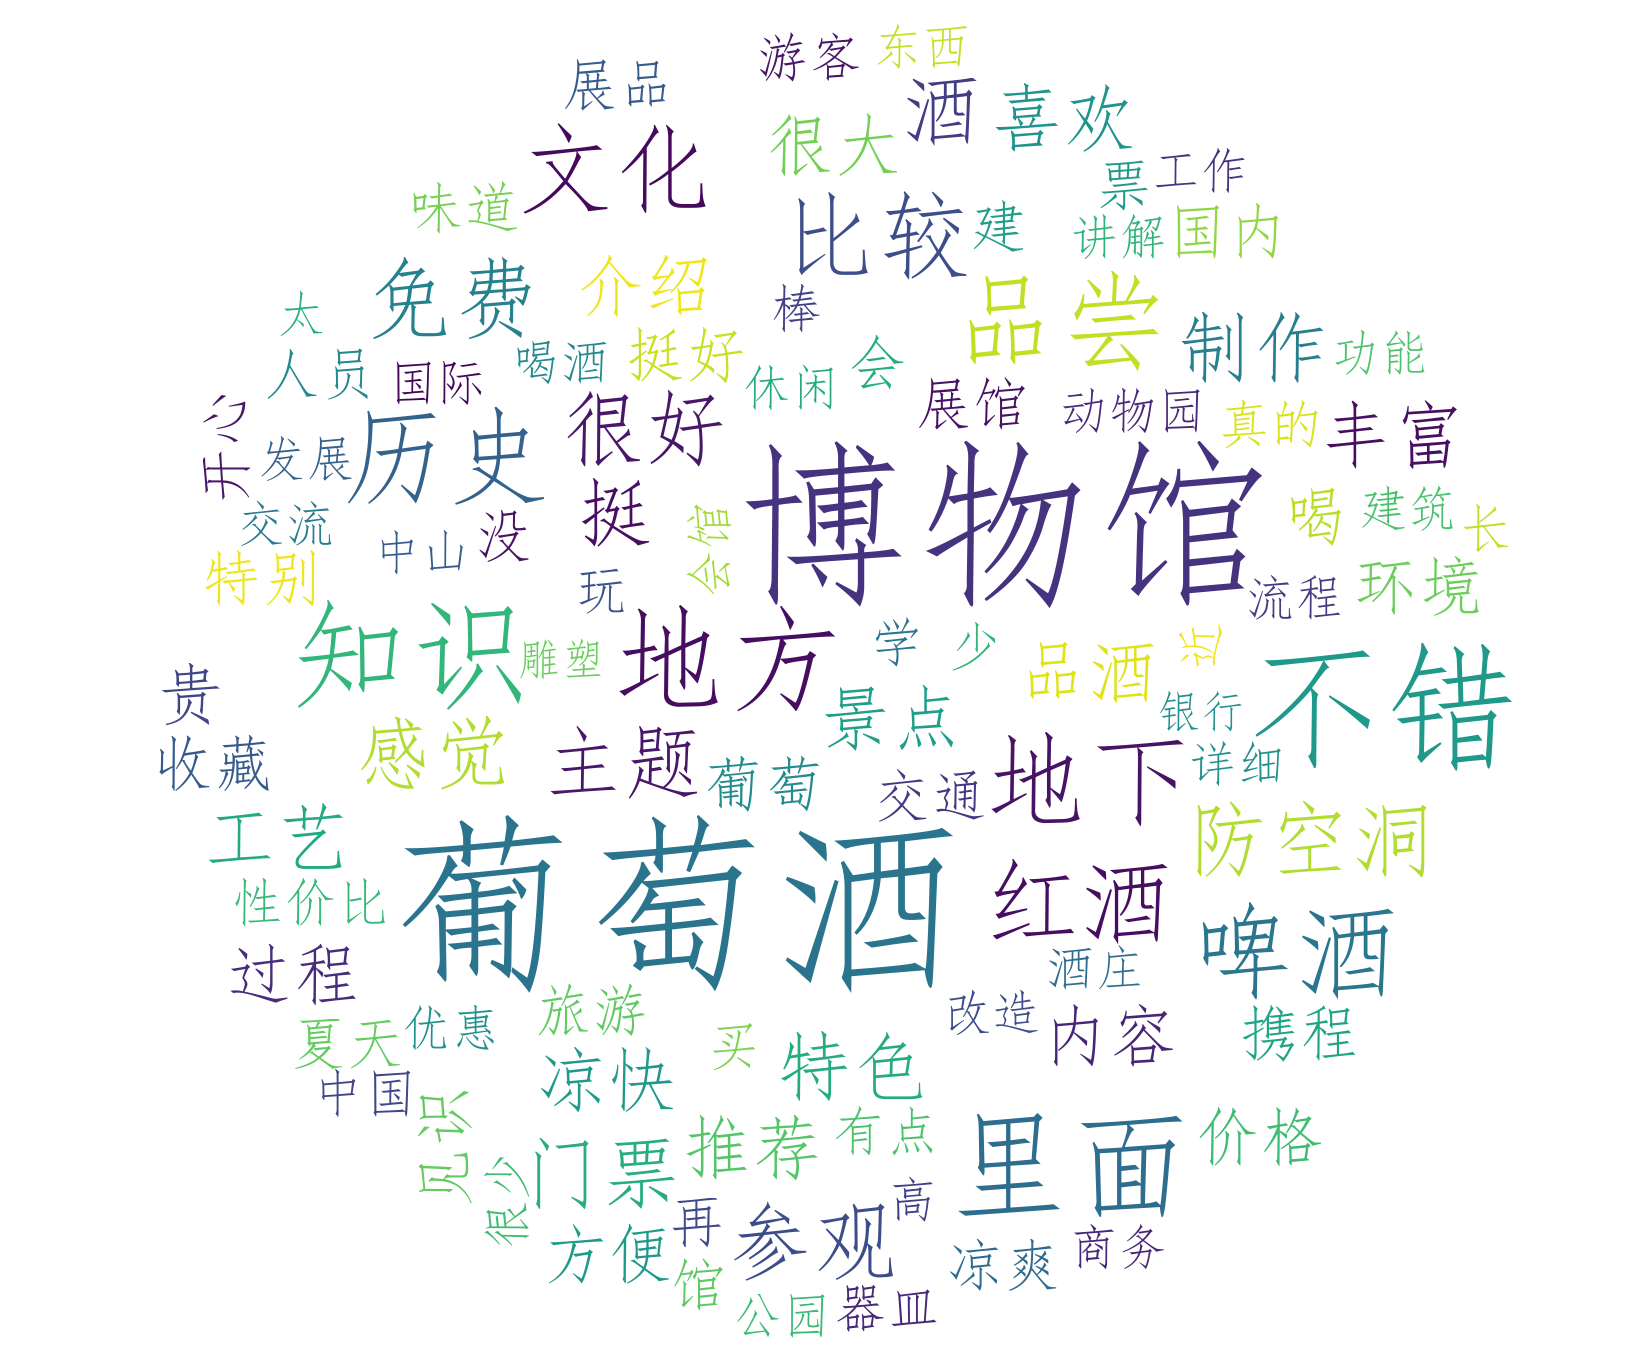 游客
东西
展品
酒
喜欢
很大
文化
票
工作
味道
比较
建
讲解
国内
免费
介绍
太
棒
品尝
制作
功能
人员
国际
喝酒
挺好
休闲
会
展馆
动物园
真的
丰富
开心
发展
历史
很好
博物馆
交流
中山
没
挺
会馆
喝
建筑
长
特别
玩
流程
环境
知识
雕塑
地方
学
少
品酒
近
不错
贵
收藏
感觉
主题
葡萄
景点
交通
地下
银行
详细
工艺
葡萄酒
防空洞
性价比
红酒
啤酒
过程
酒庄
夏天
优惠
旅游
改造
内容
携程
中国
凉快
买
特色
见识
很少
门票
推荐
有点
里面
价格
方便
再
参观
高
凉爽
商务
馆
公园
器皿